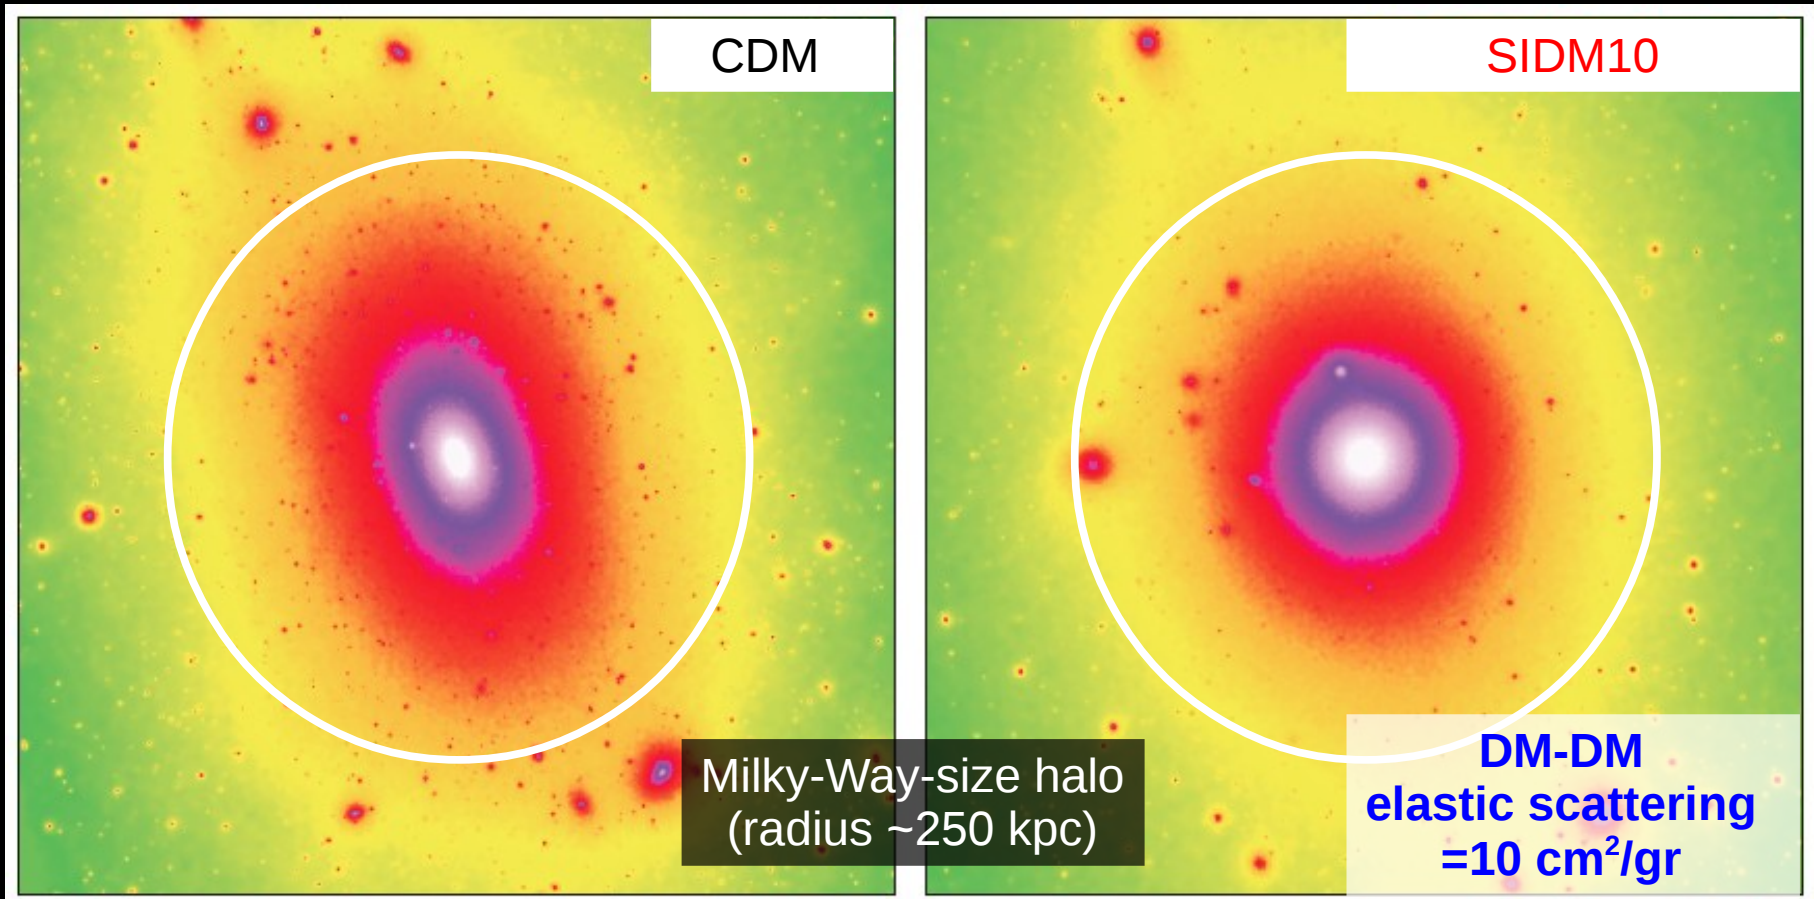 CDM
SIDM10
Milky-Way-size halo
(radius ~250 kpc)
DM-DM
elastic scattering
=10 cm²/gr